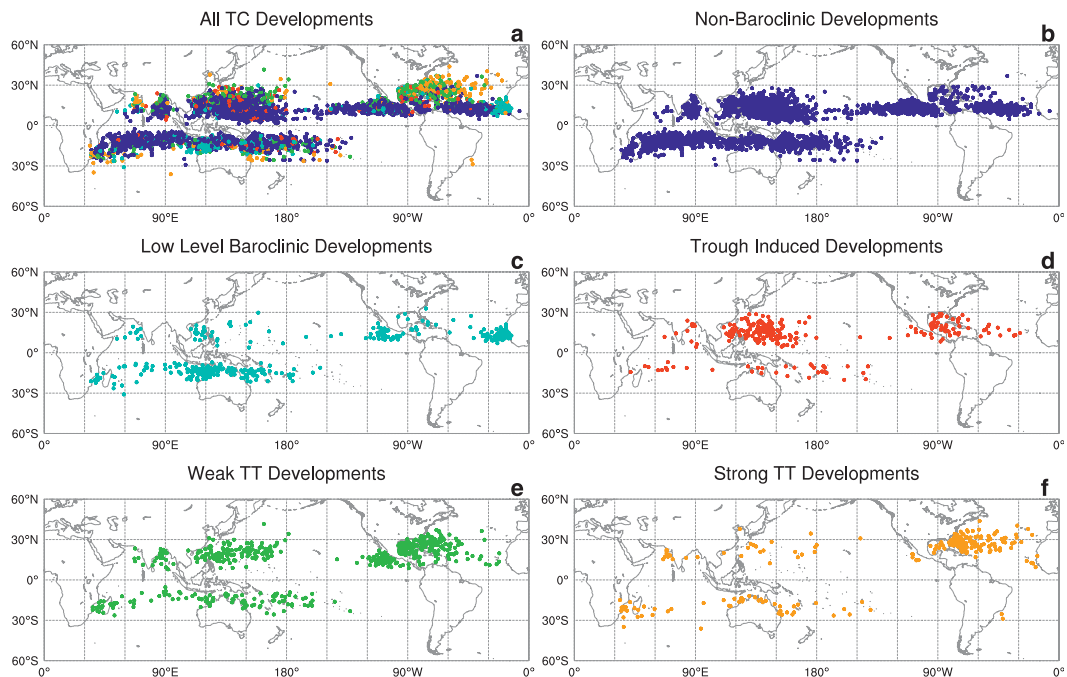 All TC Developments
a
60°N
30°N
0°
30°S
60°S
0°
90°E
180°
90°W
0°
Non-Baroclinic Developments
b
60°N
30°N
0°
30°S
60°S
0°
90°E
180°
90°W
0°
Low Level Baroclinic Developments
c
60°N
30°N
0°
30°S
60°S
0°
90°E
180°
90°W
0°
Trough Induced Developments
d
60°N
30°N
0°
30°S
60°S
0°
90°E
180°
90°W
0°
Weak TT Developments
e
60°N
30°N
0°
30°S
60°S
0°
90°E
180°
90°W
0°
Strong TT Developments
f
60°N
30°N
0°
30°S
60°S
0°
90°E
180°
90°W
0°